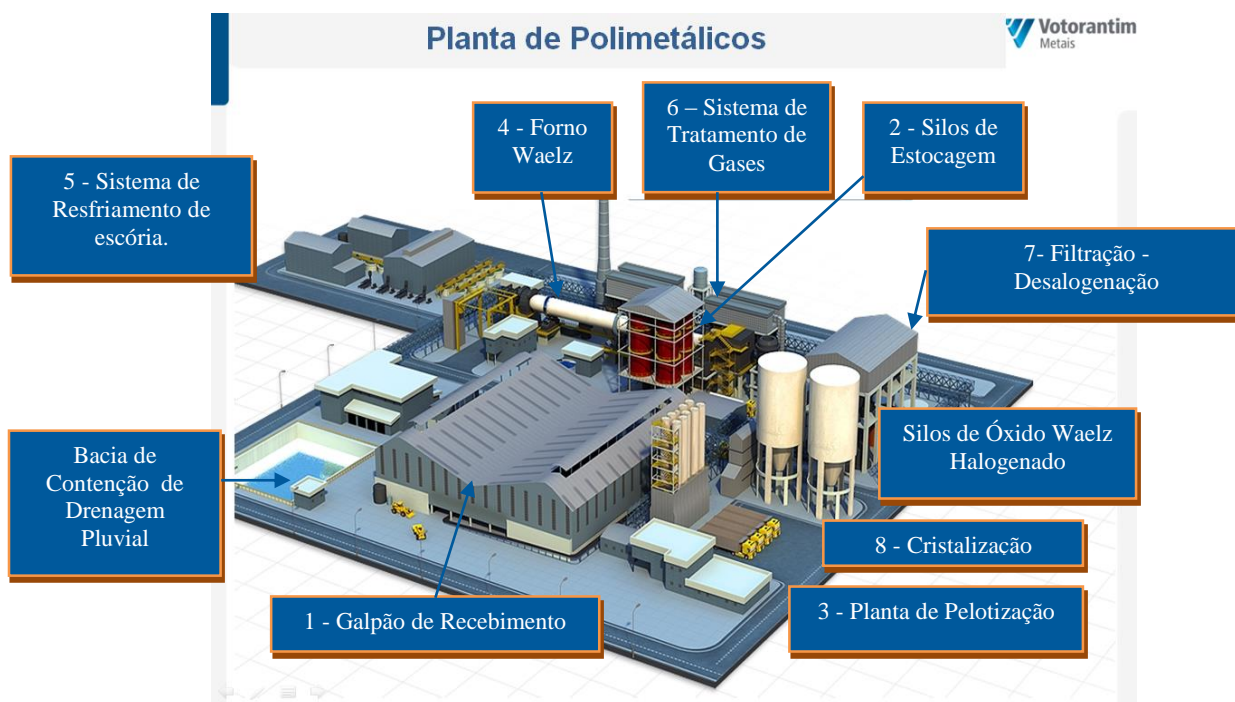 Planta de Polimetálicos
Votorantim
Metais
6 – Sistema de
Tratamento de
Gases
4 - Forno
Waelz
2 - Silos de
Estocagem
5 - Sistema de
Resfriamento de
escória.
7- Filtração -
Desalogenação
Silos de Óxido Waelz
Halogenado
Bacia de
Contenção de
Drenagem
Pluvial
8 - Cristalização
3 - Planta de Pelotização
1 - Galpão de Recebimento